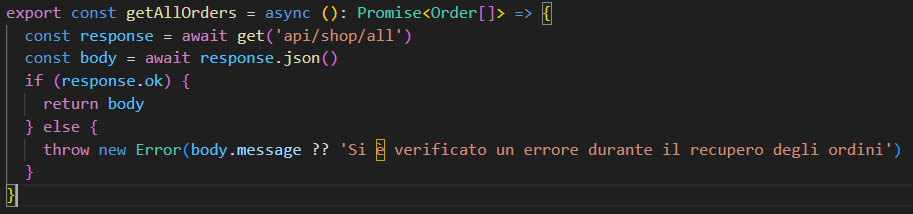 export const getAllOrders = async (): Promise<Order[]> => {
const response = await get('api/shop/all')
const body = await response.json()
if (response.ok) {
return body
} else {
throw new Error(body.message ?? 'Si è verificato un errore durante il recupero degli ordini')
}
}